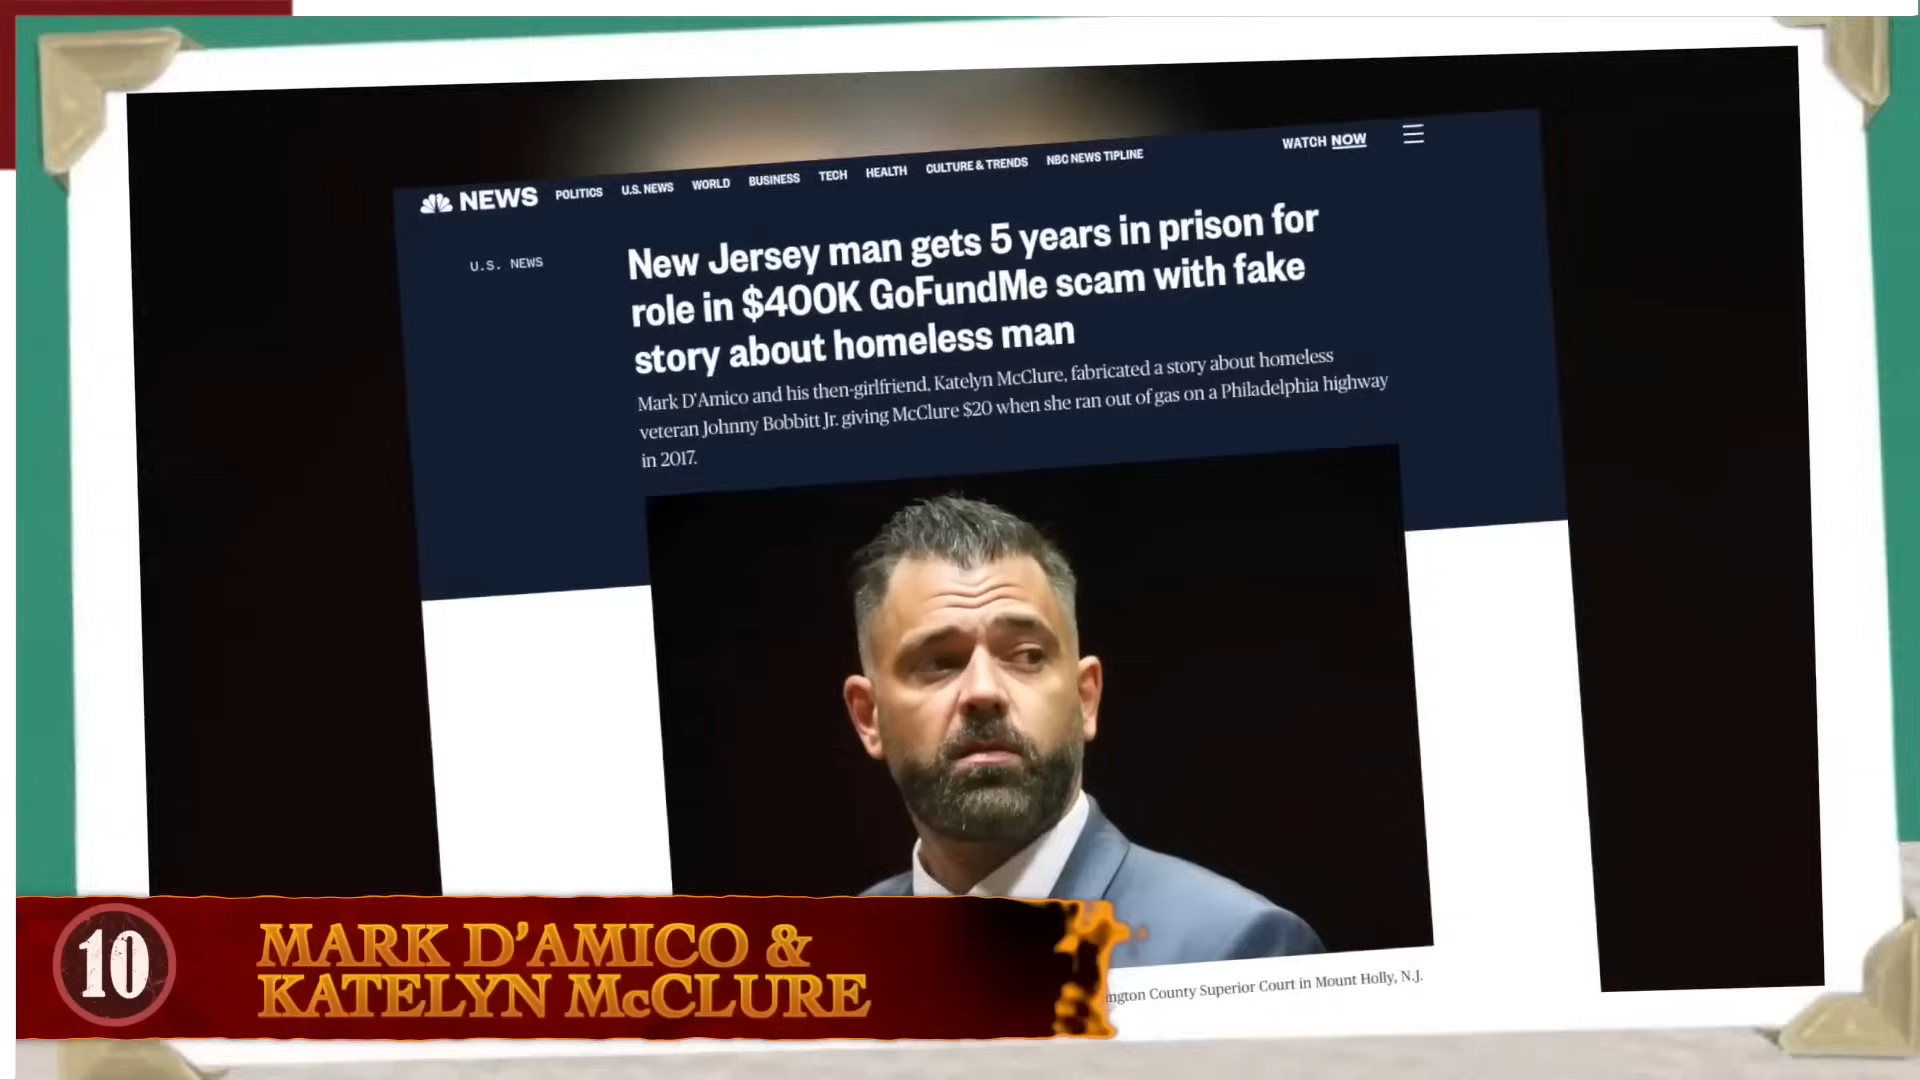 NEWS
POLITICS
U.S. NEWS
WORLD
BUSINESS
TECH
HEALTH
CULTURE & TRENDS
NBC NEWS TIPLINE
WATCH NOW
U.S. NEWS
New Jersey man gets 5 years in prison for
role in $400K GoFundMe scam with fake
story about homeless man
Mark D'Amico and his then-girlfriend, Katelyn McClure, fabricated a story about homeless
veteran Johnny Bobbitt Jr. giving McClure $20 when she ran out of gas on a Philadelphia highway
in 2017.
County Superior Court in Mount Holly, N.J.
10
MARK D'AMICO &
KATELYN McCLURE